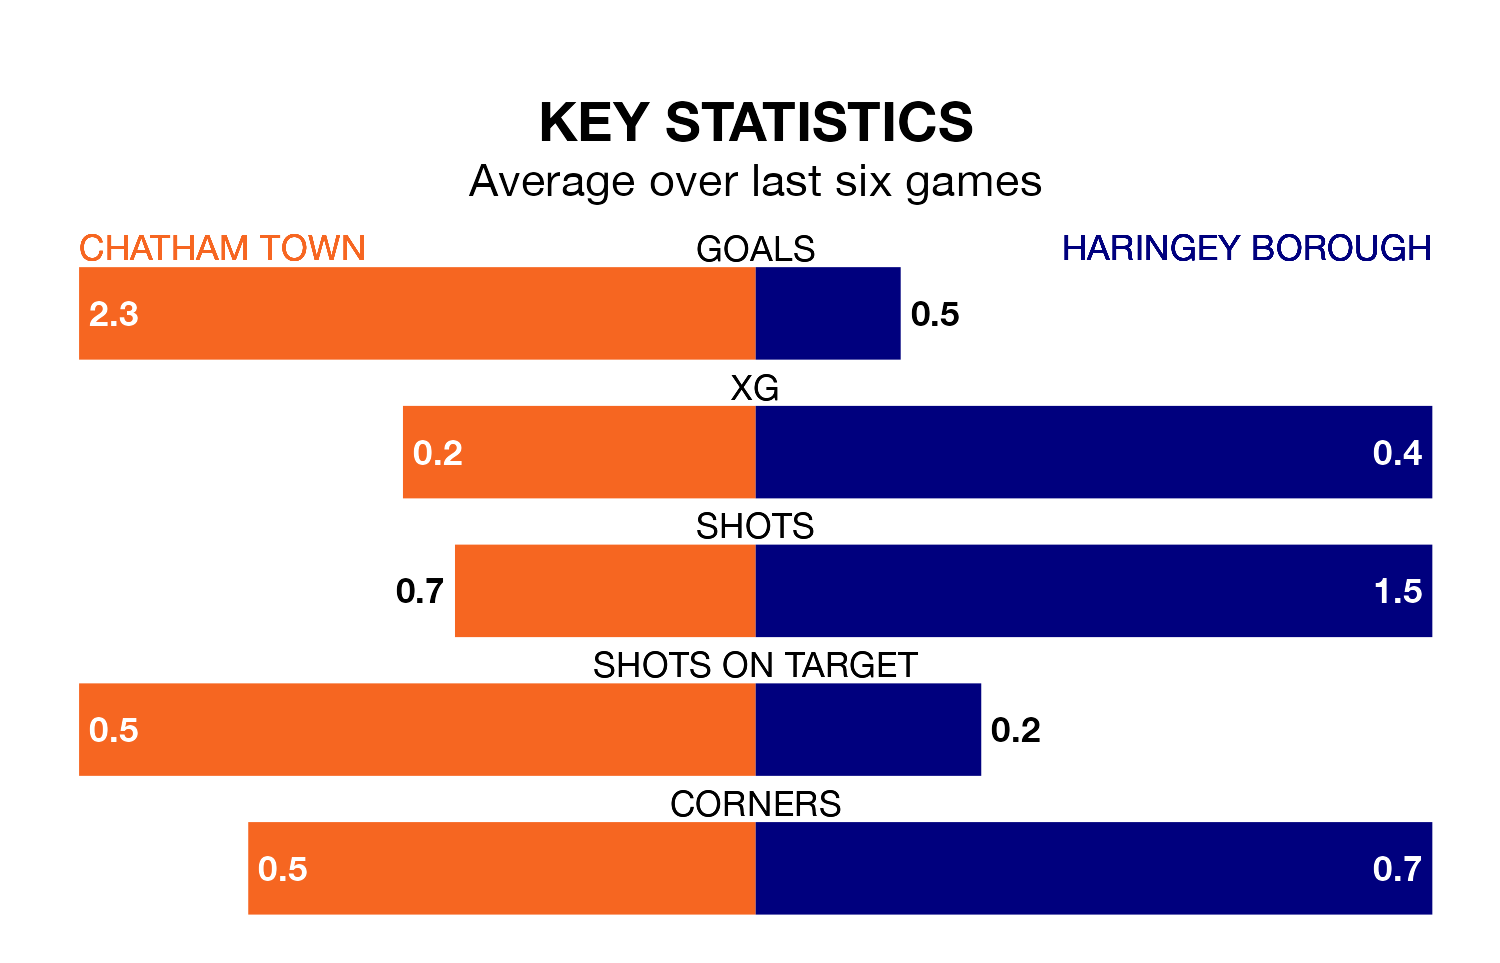 KEY STATISTICS
Average over last six games
CHATHAM TOWN GOALS HARINGEY BOROUGH
2.3 0.5
XG
0.2 0.4
SHOTS
0.7 1.5
SHOTS ON TARGET
0.5 0.2
CORNERS
0.5 0.7